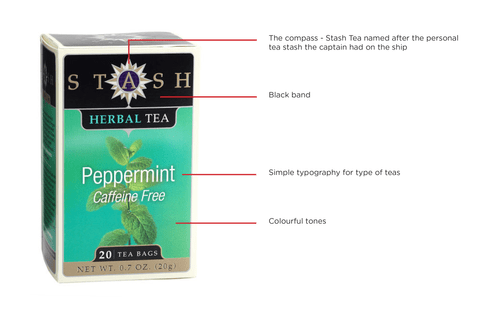 The compass - Stash Tea named after the personal
tea stash the captain had on the ship
STASH
Black band
HERBAL TEA
Peppermint
Simple typography for type of teas
Caffeine Free
Colourful tones
20 TEA BAGS
NET WT. 0.7 OZ. (20g)